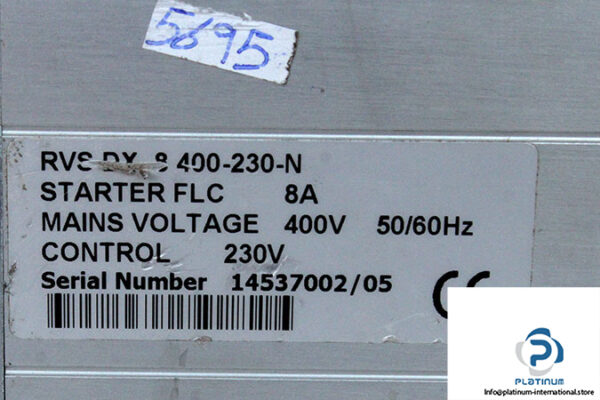 5695
RVS DX 8 400-230-N
STARTER FLC 8A
MAINS VOLTAGE 400V 50/60Hz
CONTROL 230V
Serial Number 14537002/05
CE
PLATINUM
Info@platinum-international.store